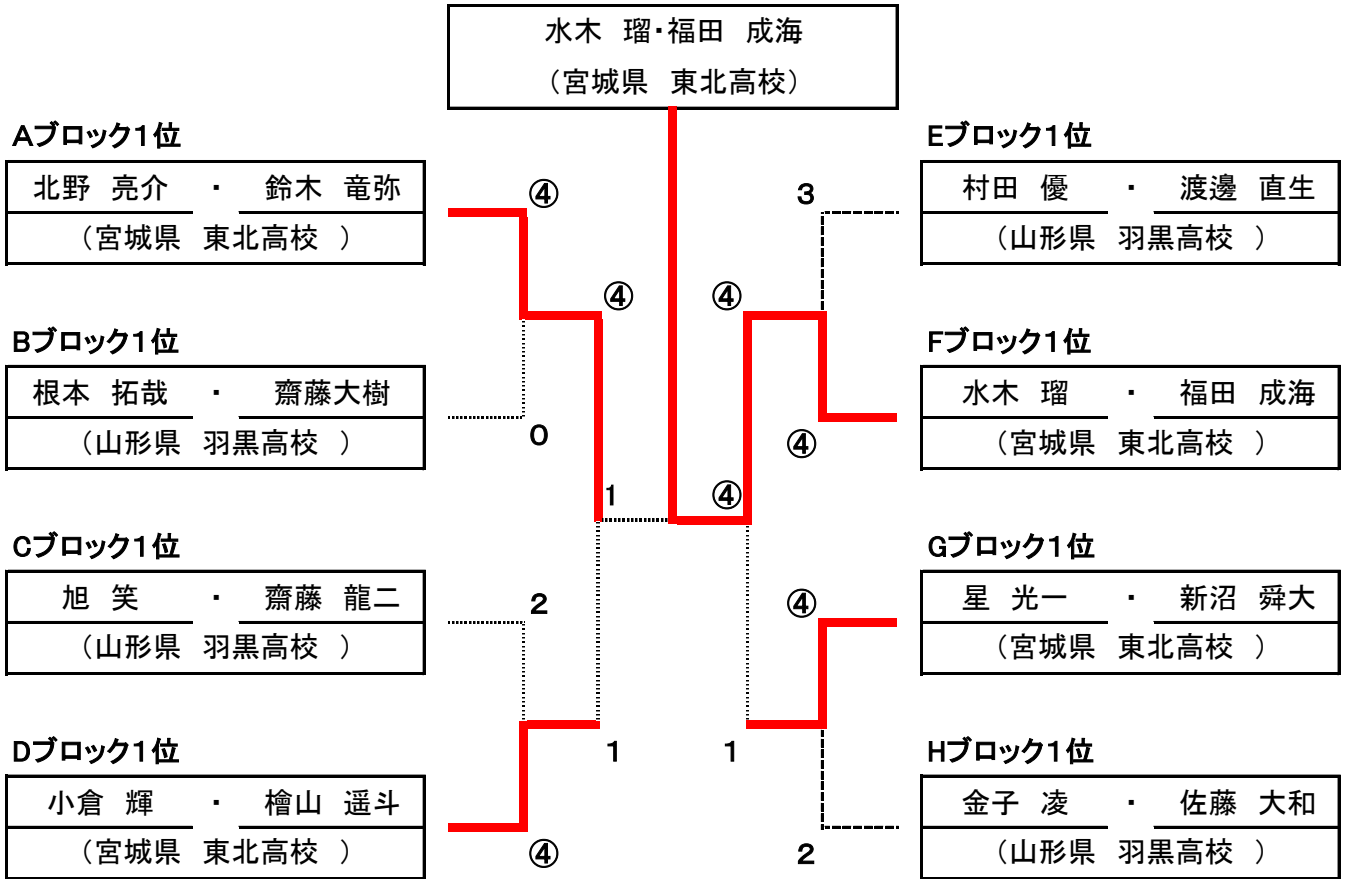 水木 瑠・福田 成海
（宮城県 東北高校）
Aブロック1位
北野 亮介 ・ 鈴木 竜弥
（宮城県 東北高校 ）
④
④
Bブロック1位
根本 拓哉 ・ 齋藤大樹
（山形県 羽黒高校 ）
0
1
Cブロック1位
旭 笑 ・ 齋藤 龍二
（山形県 羽黒高校 ）
2
1
Dブロック1位
小倉 輝 ・ 檜山 遥斗
（宮城県 東北高校 ）
④
Eブロック1位
3
村田 優 ・ 渡邊 直生
（山形県 羽黒高校 ）
④
Fブロック1位
水木 瑠 ・ 福田 成海
（宮城県 東北高校 ）
④
④
Gブロック1位
星 光一 ・ 新沼 舜大
（宮城県 東北高校 ）
④
1
Hブロック1位
金子 凌 ・ 佐藤 大和
（山形県 羽黒高校 ）
2